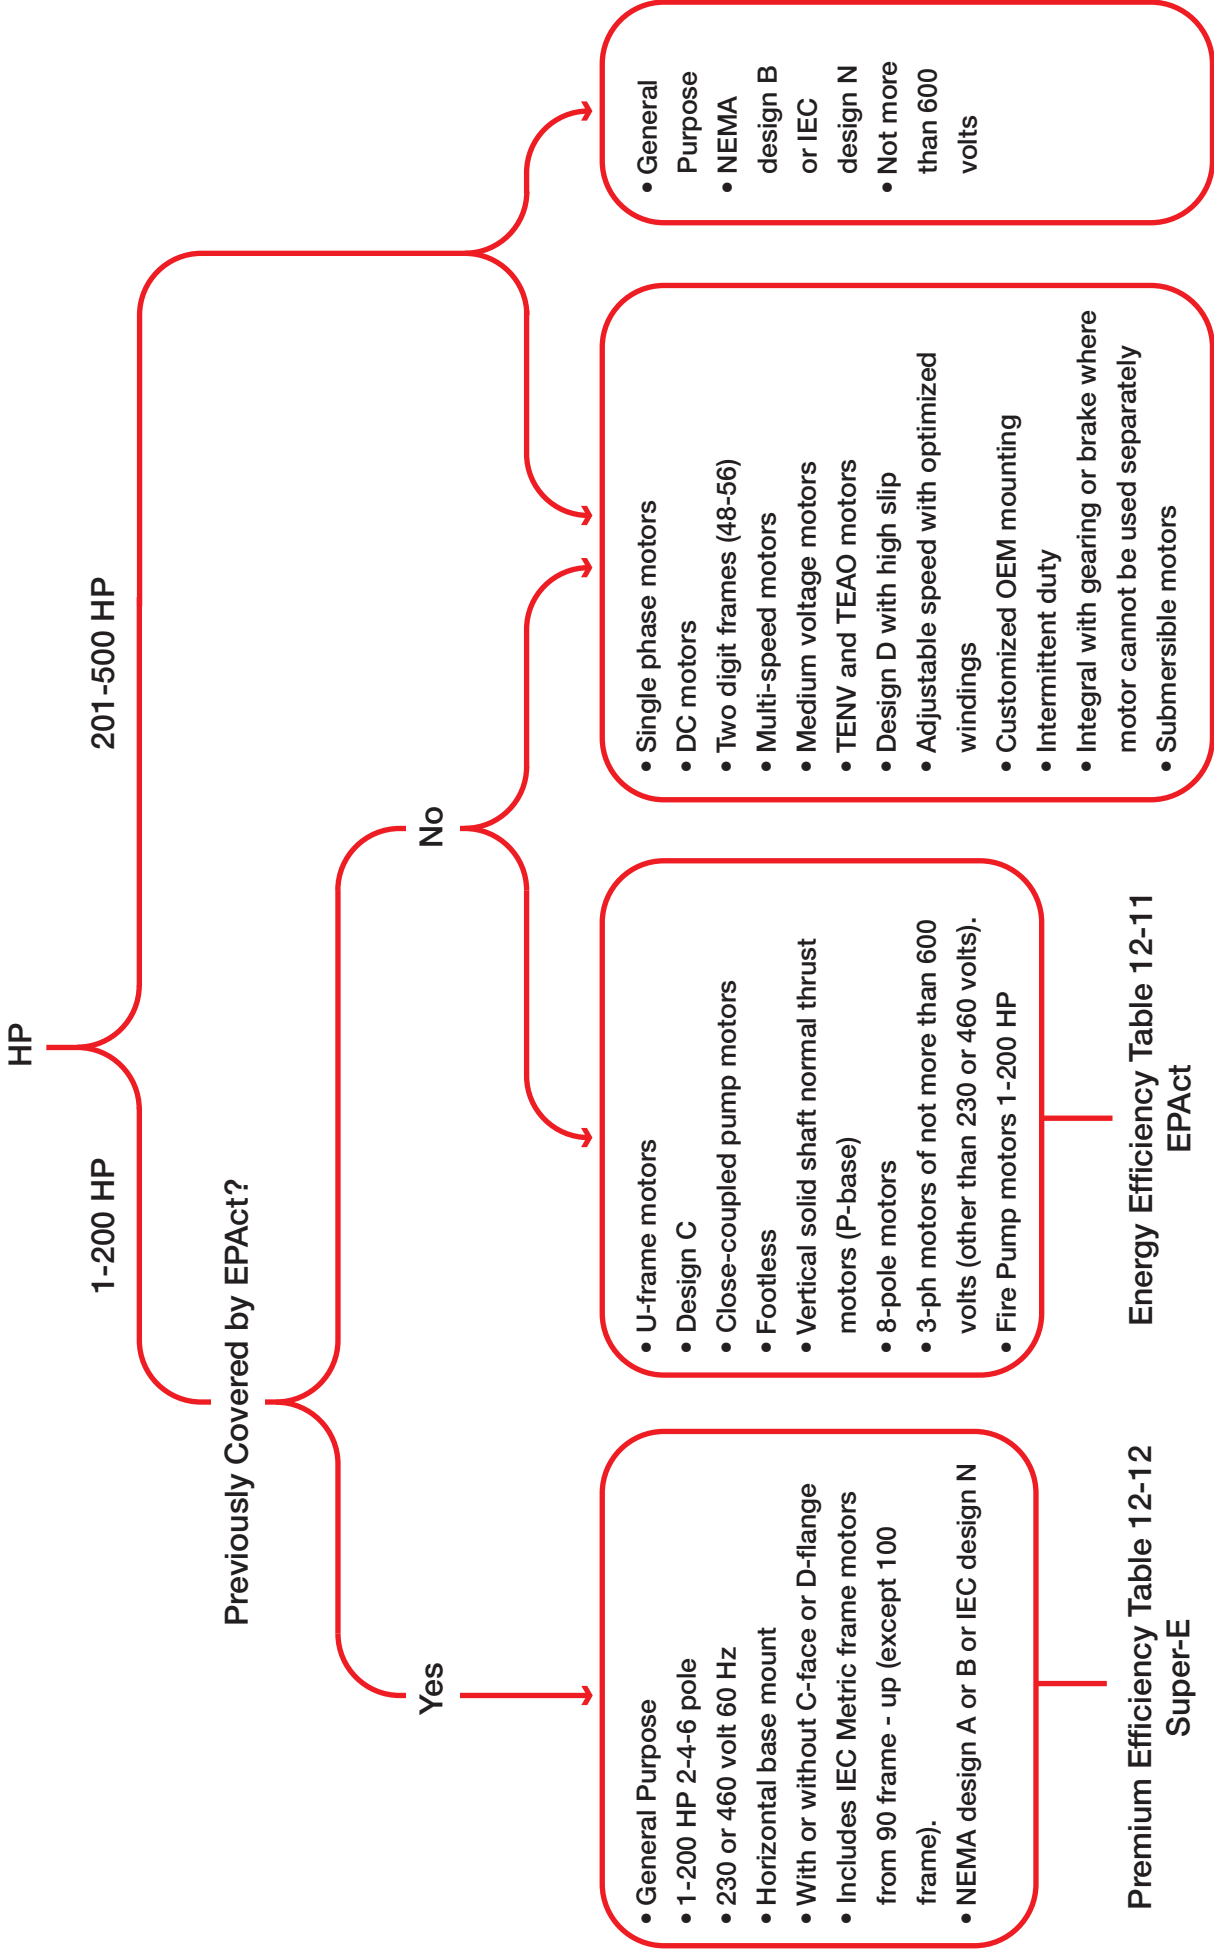 HP
1-200 HP
201-500 HP
Previously Covered by EPAct?
Yes
No
• General Purpose
• 1-200 HP 2-4-6 pole
• 230 or 460 volt 60 Hz
• Horizontal base mount
• With or without C-face or D-flange
• Includes IEC Metric frame motors
from 90 frame - up (except 100
frame).
• NEMA design A or B or IEC design N
Premium Efficiency Table 12-12
Super-E
• U-frame motors
• Design C
• Close-coupled pump motors
• Footless
• Vertical solid shaft normal thrust
motors (P-base)
• 8-pole motors
• 3-ph motors of not more than 600
volts (other than 230 or 460 volts).
• Fire Pump motors 1-200 HP
Energy Efficiency Table 12-11
EPAct
• Single phase motors
• DC motors
• Two digit frames (48-56)
• Multi-speed motors
• Medium voltage motors
• TENV and TEAO motors
• Design D with high slip
• Adjustable speed with optimized
windings
• Customized OEM mounting
• Intermittent duty
• Integral with gearing or brake where
motor cannot be used separately
• Submersible motors
• General
Purpose
• NEMA
design B
or IEC
design N
• Not more
than 600
volts